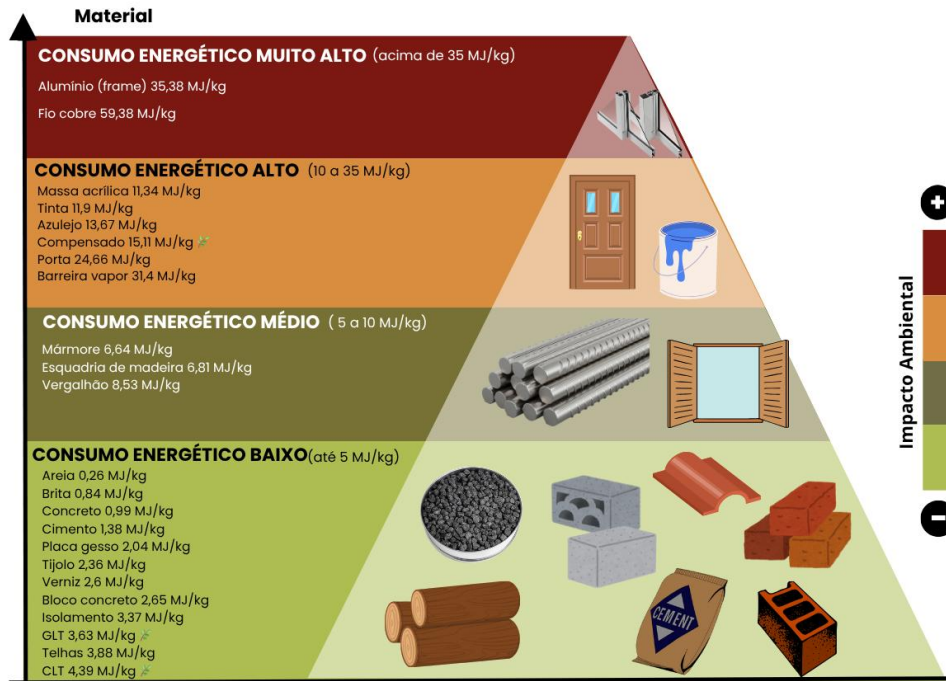 Material
CONSUMO ENERGÉTICO MUITO ALTO (acima de 35 MJ/kg)
Alumínio (frame) 35,38 MJ/kg
Fio cobre 59,38 MJ/kg
CONSUMO ENERGÉTICO ALTO (10 a 35 MJ/kg)
Massa acrílica 11,34 MJ/kg
Tinta 11,9 MJ/kg
Azulejo 13,67 MJ/kg
Compensado 15,11 MJ/kg
Porta 24,66 MJ/kg
Barreira vapor 31,4 MJ/kg
CONSUMO ENERGÉTICO MÉDIO ( 5 a 10 MJ/kg)
Mármore 6,64 MJ/kg
Esquadria de madeira 6,81 MJ/kg
Vergalhão 8,53 MJ/kg
CONSUMO ENERGÉTICO BAIXO(até 5 MJ/kg)
Areia 0,26 MJ/kg
Brita 0,84 MJ/kg
Concreto 0,99 MJ/kg
Cimento 1,38 MJ/kg
Placa gesso 2,04 MJ/kg
Tijolo 2,36 MJ/kg
Verniz 2,6 MJ/kg
Bloco concreto 2,65 MJ/kg
Isolamento 3,37 MJ/kg
GLT 3,63 MJ/kg
Telhas 3,88 MJ/kg
CLT 4,39 MJ/kg
CEMENT
+
Impacto Ambiental
-